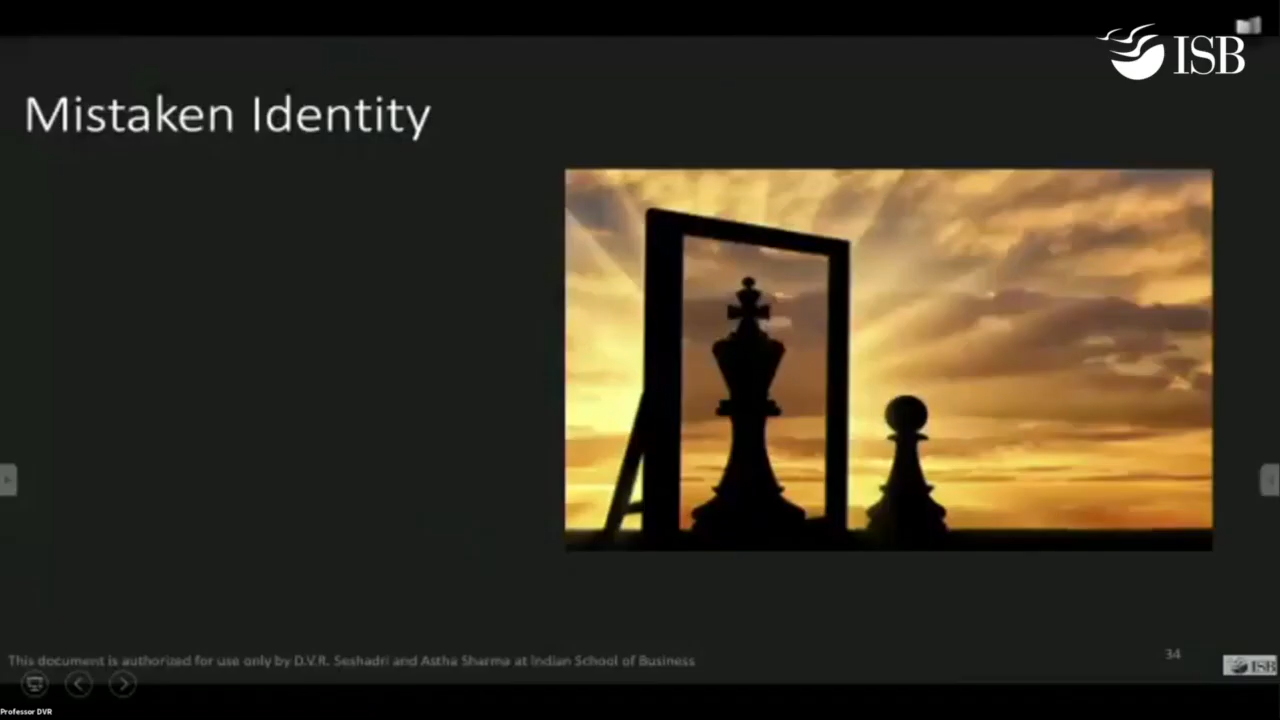 ISB
Mistaken Identity
This document is authorized for use only by D.V.R. Seshadri and Astha Sharma at Indian School of Business
34
ISB
Professor DVR